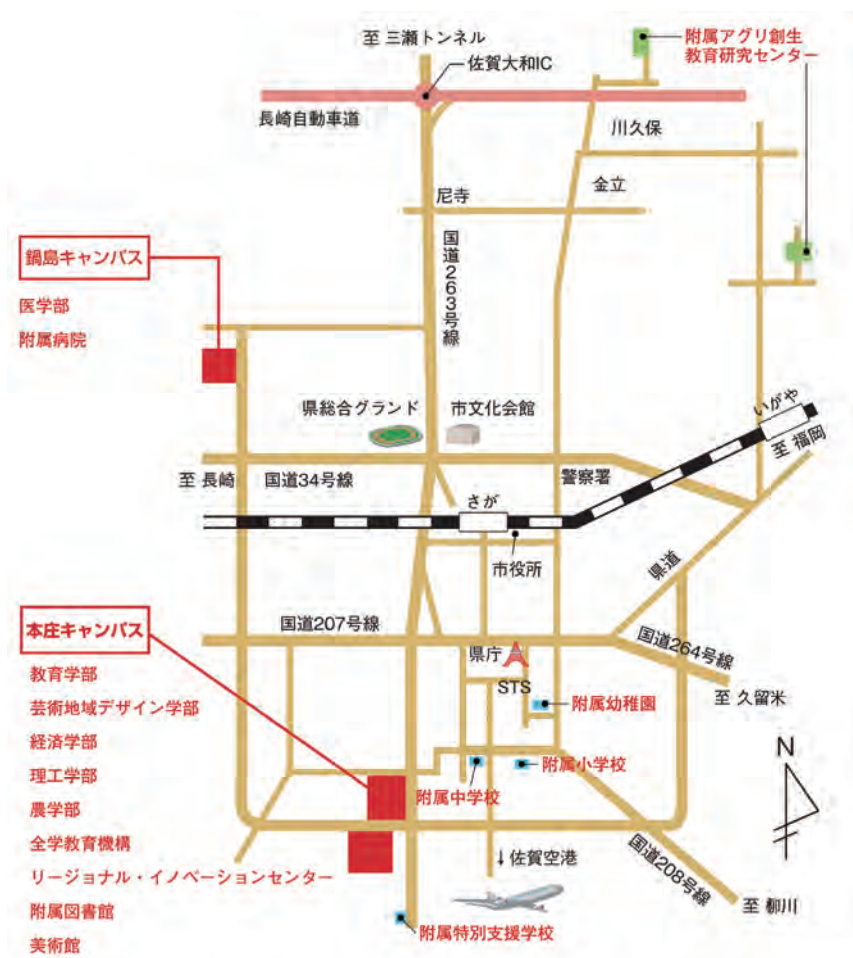 至 三瀬トンネル
佐賀大和IC
附属アグリ創生
教育研究センター
長崎自動車道
川久保
金立
尼寺
国道263号線
鍋島キャンパス
医学部
附属病院
県総合グランド
市文化会館
いがや
至 福岡
至 長崎
国道34号線
警察署
さが
市役所
県道
本庄キャンパス
国道207号線
県庁
STS
国道264号線
至 久留米
教育学部
芸術地域デザイン学部
経済学部
理工学部
農学部
全学教育機構
リージョナル・イノベーションセンター
附属図書館
美術館
附属幼稚園
附属中学校
附属小学校
N
↓佐賀空港
国道208号線
至 柳川
附属特別支援学校